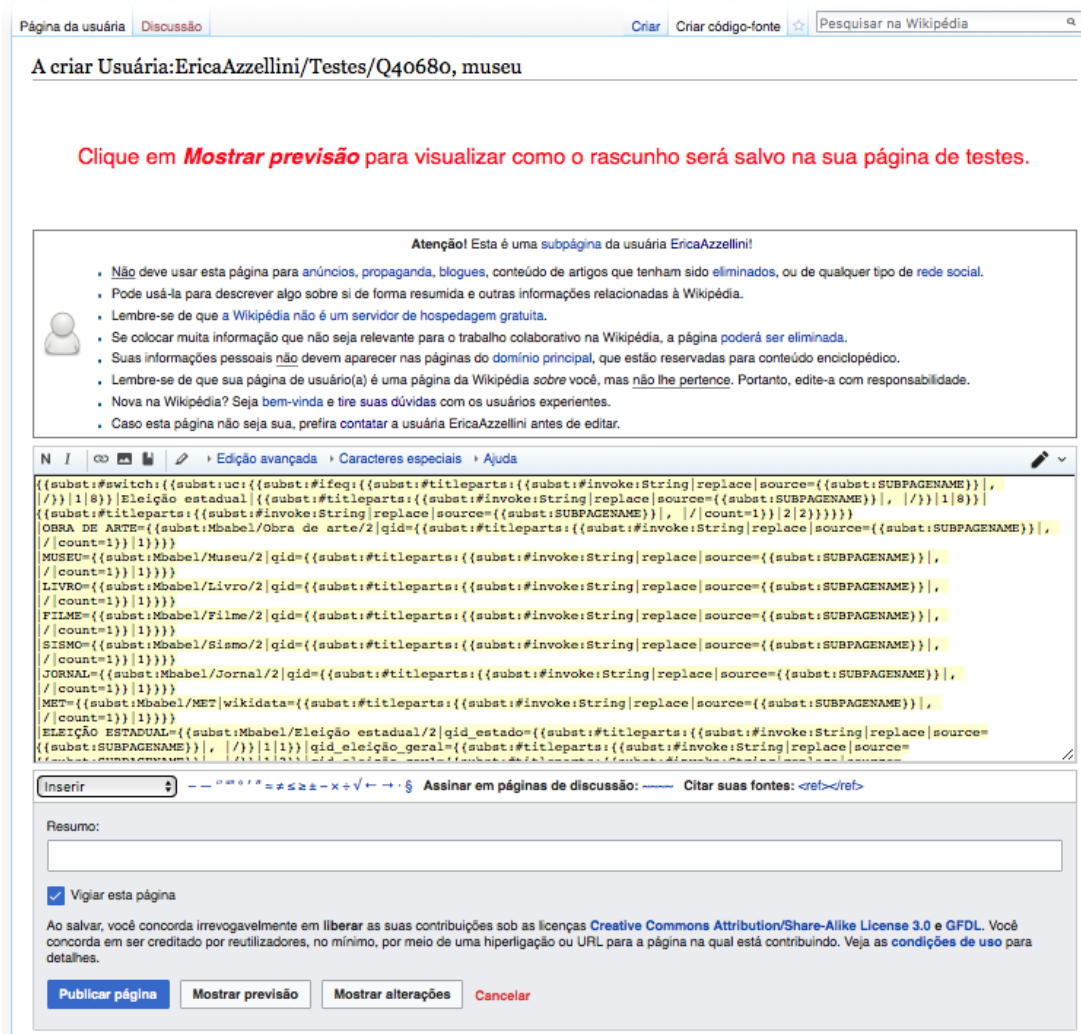 Página da usuária Discussão Criar Criar código-fonte Pesquisar na Wikipédia
A criar Usuária:EricaAzzellini/Testes/Q40680, museu
Clique em Mostrar previsão para visualizar como o rascunho será salvo na sua página de testes.
Atenção! Esta é uma subpágina da usuária EricaAzzellini!
Não deve usar esta página para anúncios, propaganda, blogues, conteúdo de artigos que tenham sido eliminados, ou de qualquer tipo de rede social.
Pode usá-la para descrever algo sobre si de forma resumida e outras informações relacionadas à Wikipédia.
Lembre-se de que a Wikipédia não é um servidor de hospedagem gratuita.
Se colocar muita informação que não seja relevante para o trabalho colaborativo na Wikipédia, a página poderá ser eliminada.
Suas informações pessoais não devem aparecer nas páginas do domínio principal, que estão reservadas para conteúdo enciclopédico.
Lembre-se de que sua página de usuário(a) é uma página da Wikipédia sobre você, mas não lhe pertence. Portanto, edite-a com responsabilidade.
Nova na Wikipédia? Seja bem-vinda e tire suas dúvidas com os usuários experientes.
Caso esta página não seja sua, prefira contatar a usuária EricaAzzellini antes de editar.
N I Edição avançada Caracteres especiais Ajuda
{{subst:#switch:{{subst:uc:{{subst:#ifeq:{{subst:#titleparts:{{subst:#invoke:String|replace|source={{subst:SUBPAGENAME}}|,
|/}}|1|8}}|Eleição estadual|{{subst:#titleparts:{{subst:#invoke:String|replace|source={{subst:SUBPAGENAME}}|, |/}}|1|8}}|
{{subst:#titleparts:{{subst:#invoke:String|replace|source={{subst:SUBPAGENAME}}|, |/|count=1}}|2|2}}}}}}
|OBRA DE ARTE={{subst:Mbabel/Obra de arte/2|qid={{subst:#titleparts:{{subst:#invoke:String|replace|source={{subst:SUBPAGENAME}}|,
|/|count=1}}|1}}}}
|MUSEU={{subst:Mbabel/Museu/2|qid={{subst:#titleparts:{{subst:#invoke:String|replace|source={{subst:SUBPAGENAME}}|,
|/|count=1}}|1}}}}
|LIVRO={{subst:Mbabel/Livro/2|qid={{subst:#titleparts:{{subst:#invoke:String|replace|source={{subst:SUBPAGENAME}}|,
|/|count=1}}|1}}}}
|FILME={{subst:Mbabel/Filme/2|qid={{subst:#titleparts:{{subst:#invoke:String|replace|source={{subst:SUBPAGENAME}}|,
|/|count=1}}|1}}}}
|SISMO={{subst:Mbabel/Sismo/2|qid={{subst:#titleparts:{{subst:#invoke:String|replace|source={{subst:SUBPAGENAME}}|,
|/|count=1}}|1}}}}
|JORNAL={{subst:Mbabel/Jornal/2|qid={{subst:#titleparts:{{subst:#invoke:String|replace|source={{subst:SUBPAGENAME}}|,
|/|count=1}}|1}}}}
|MET={{subst:Mbabel/MET|wikidata={{subst:#titleparts:{{subst:#invoke:String|replace|source={{subst:SUBPAGENAME}}|,
|/|count=1}}|1}}}}
|ELEIÇÃO ESTADUAL={{subst:Mbabel/Eleição estadual/2|qid_estado={{subst:#titleparts:{{subst:#invoke:String|replace|source=
{{subst:SUBPAGENAME}}|, |/}}|1|1}}|qid_eleição_geral={{subst:#titleparts:{{subst:#invoke:String|replace|source=
Inserir – — ≈ ≠ ≤ ≥ ± − × ÷ √ ← → · § Assinar em páginas de discussão: ~~~~ Citar suas fontes: <ref></ref>
Resumo:
Vigiar esta página
Ao salvar, você concorda irrevogavelmente em liberar as suas contribuições sob as licenças Creative Commons Attribution/Share-Alike License 3.0 e GFDL. Você
concorda em ser creditado por reutilizadores, no mínimo, por meio de uma hiperligação ou URL para a página na qual está contribuindo. Veja as condições de uso para
detalhes.
Publicar página Mostrar previsão Mostrar alterações Cancelar